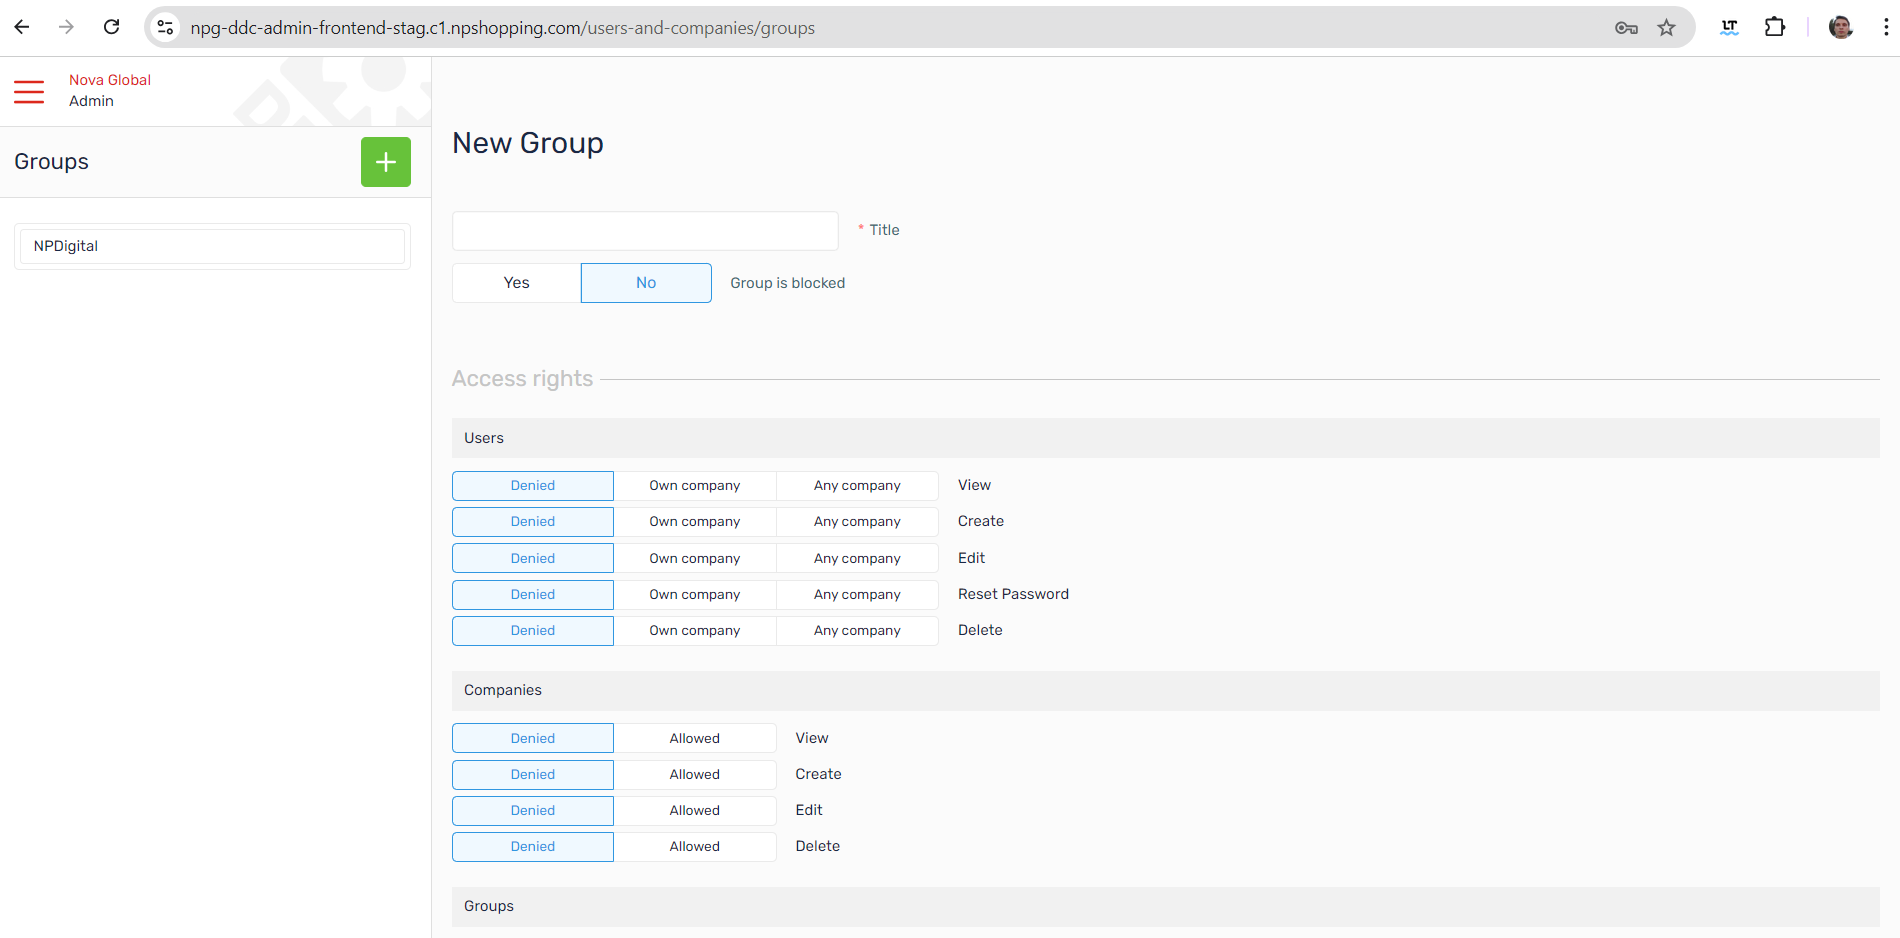 npg-ddc-admin-frontend-stag.c1.npshopping.com/users-and-companies/groups
LT
Nova Global
Admin
Groups
+
NPDigital
New Group
* Title
Yes No Group is blocked
Access rights
Users
Denied Own company Any company View
Denied Own company Any company Create
Denied Own company Any company Edit
Denied Own company Any company Reset Password
Denied Own company Any company Delete
Companies
Denied Allowed View
Denied Allowed Create
Denied Allowed Edit
Denied Allowed Delete
Groups